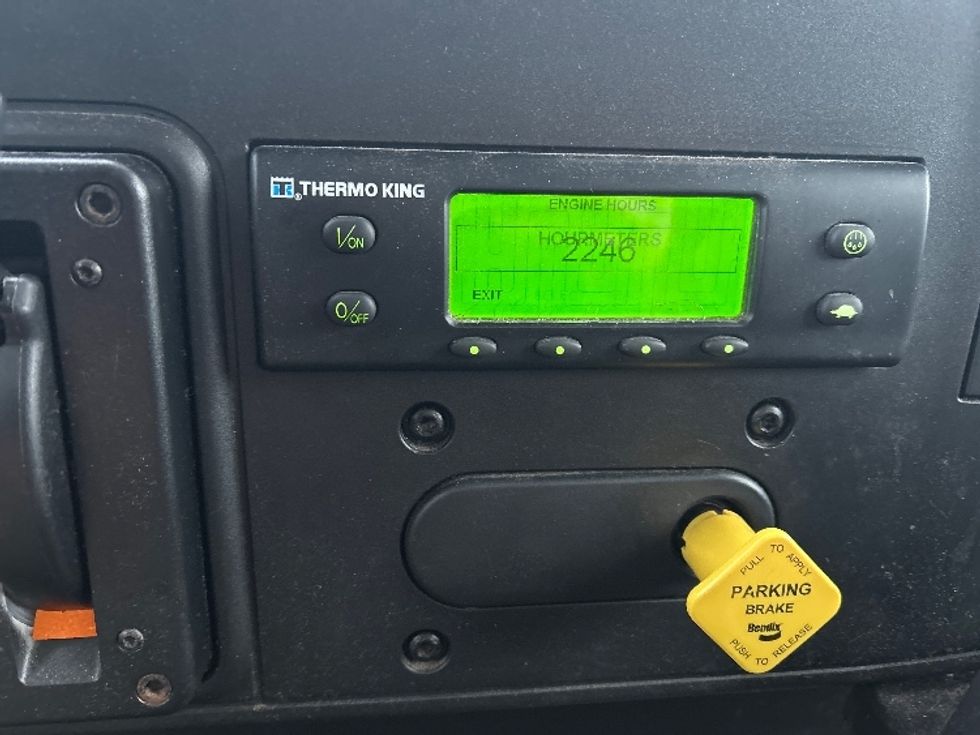 THERMO KING
1/ON
0/OFF
ENGINE HOURS
HOURMETERS
2246
EXIT
PULL TO APPLY
PARKING
BRAKE
Bendix
PUSH TO RELEASE